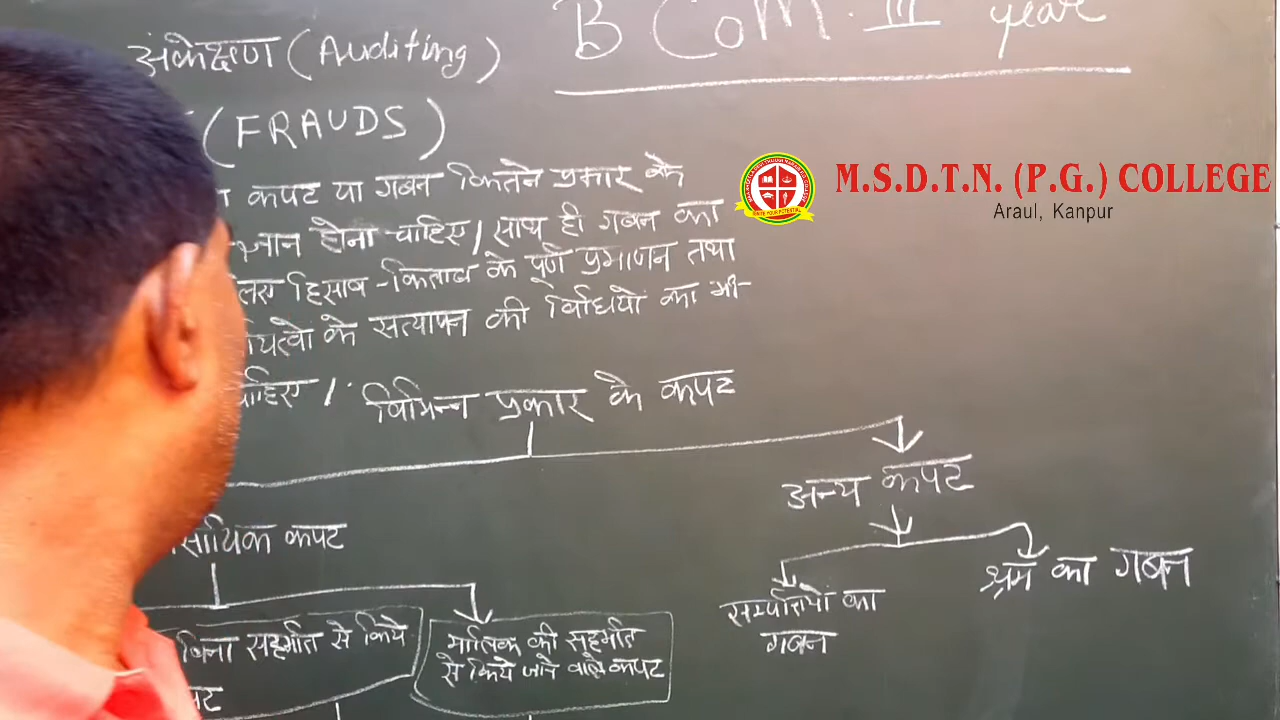 B COM. III year
अंकेक्षण (Auditing)
(FRAUDS)
कपट या गबन कितने प्रकार के
ज्ञान होना चाहिए / साथ ही गबन का
लिए हिसाब-किताब के पूर्ण प्रमाणन तथा
के सत्यापन की विधियों का भी
चाहिए /
विभिन्न प्रकार के कपट
अन्य कपट
सायिक कपट
सम्पत्तियों का
गबन
श्रम का गबन
बिना सहमति से किये
पट
मालिक की सहमति
से किये जाने वाले कपट
M.S.D.T.N. (P.G.) COLLEGE
Araul, Kanpur